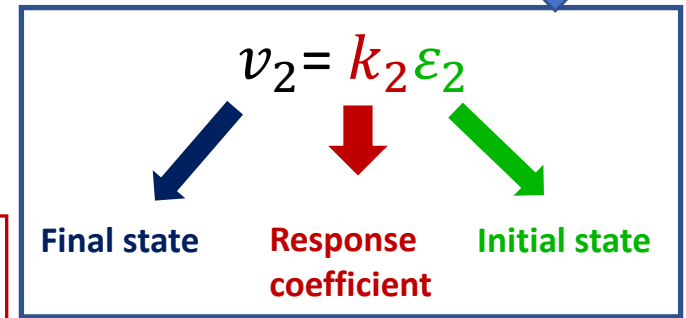 v₂= k₂ε₂
Final state
Response
coefficient
Initial state